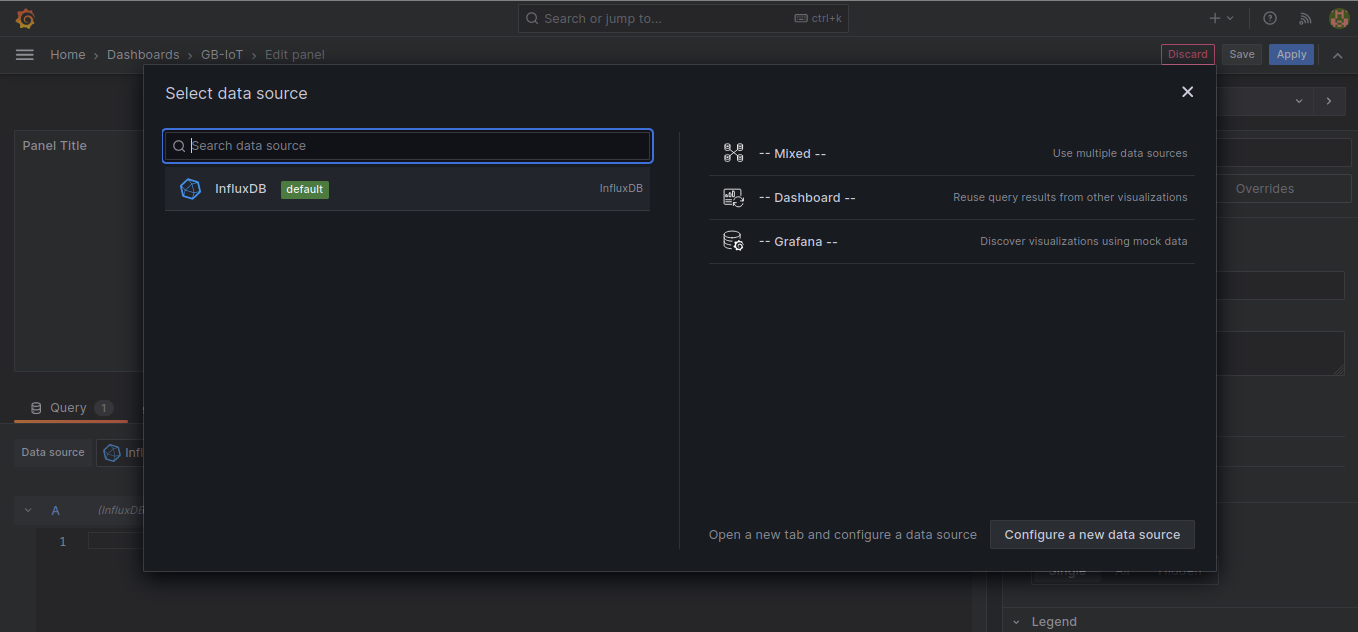 Search or jump to...
ctrl+k
Home › Dashboards › GB-IoT › Edit panel
Discard
Save
Apply
Select data source
Panel Title
Search data source
InfluxDB
default
InfluxDB
-- Mixed --
Use multiple data sources
-- Dashboard --
Reuse query results from other visualizations
-- Grafana --
Discover visualizations using mock data
Overrides
Query 1
Data source
Infl
A
(InfluxDB
1
Open a new tab and configure a data source
Configure a new data source
Single
All
Hidden
Legend